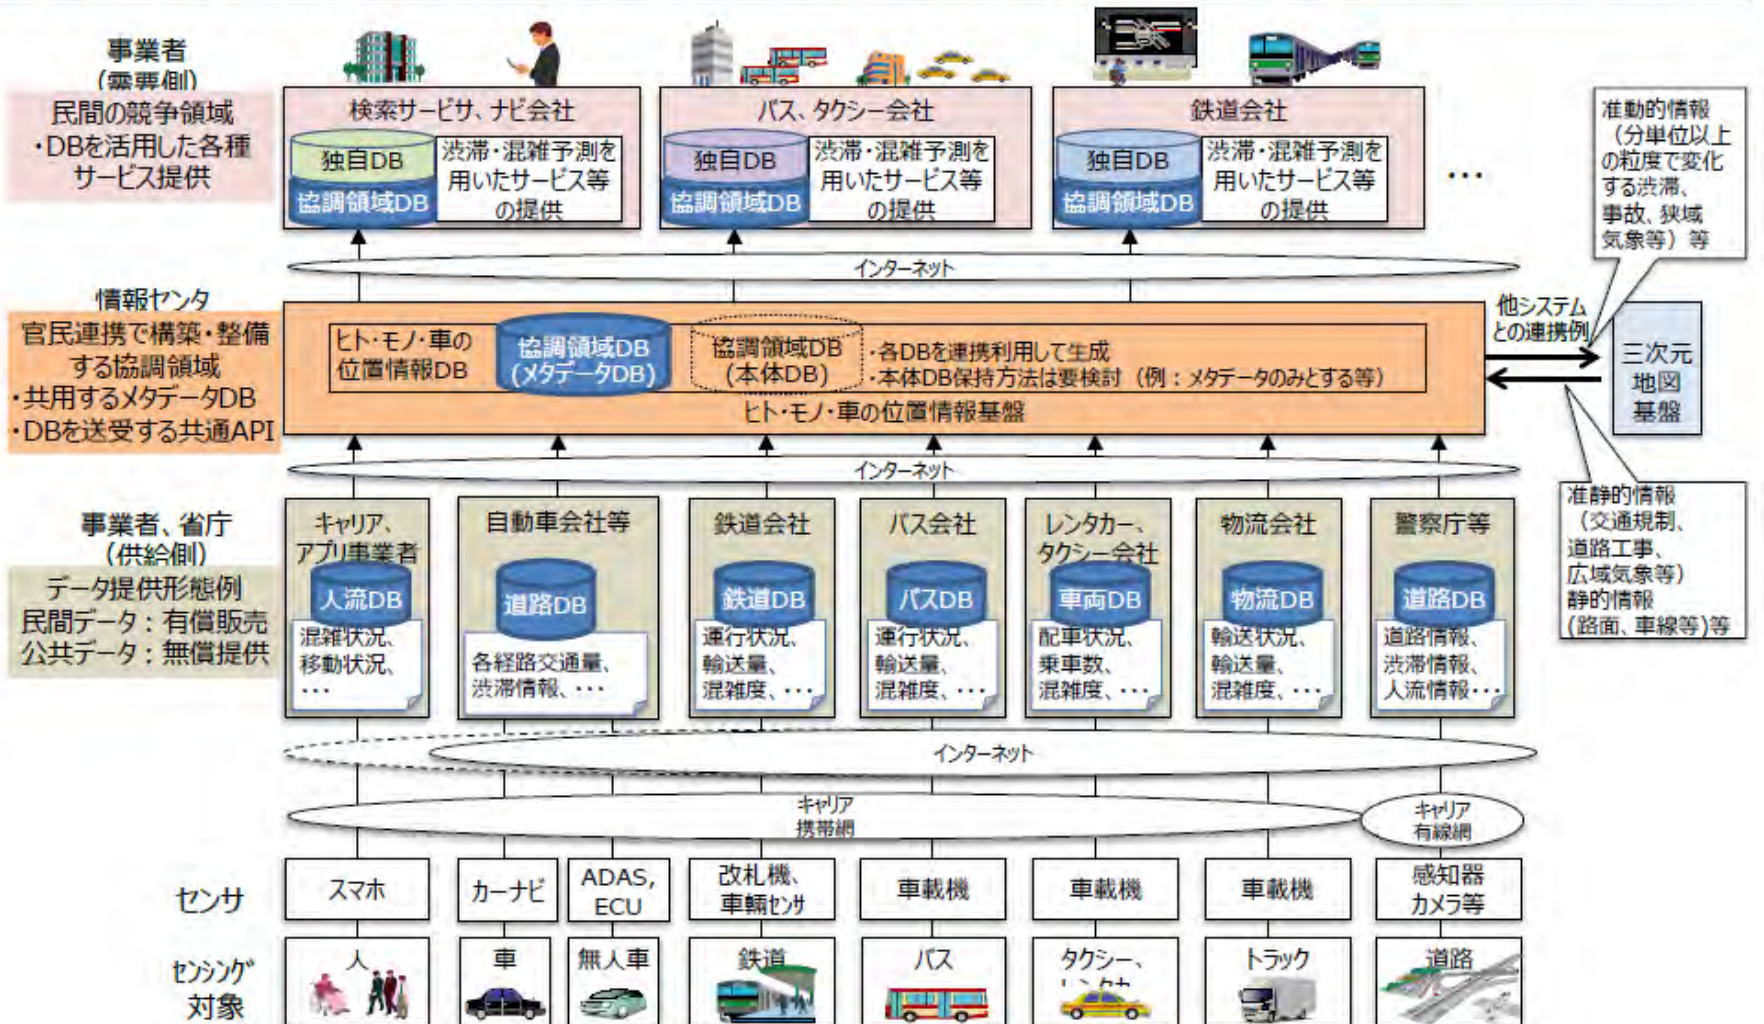 事業者
（需要側）
民間の競争領域
・DBを活用した各種
サービス提供
検索サービサ、ナビ会社
独自DB
協調領域DB
渋滞・混雑予測を
用いたサービス等
の提供
バス、タクシー会社
独自DB
協調領域DB
渋滞・混雑予測を
用いたサービス等
の提供
鉄道会社
独自DB
協調領域DB
渋滞・混雑予測を
用いたサービス等
の提供
…
准動的情報
（分単位以上
の粒度で変化
する渋滞、
事故、狭域
気象等）等
インターネット
情報センタ
官民連携で構築・整備
する協調領域
・共用するメタデータDB
・DBを送受する共通API
ヒト・モノ・車の
位置情報DB
協調領域DB
(メタデータDB)
協調領域DB
(本体DB)
・各DBを連携利用して生成
・本体DB保持方法は要検討（例：メタデータのみとする等）
ヒト・モノ・車の位置情報基盤
他システム
との連携例
三次元
地図
基盤
インターネット
准静的情報
（交通規制、
道路工事、
広域気象等）
静的情報
(路面、車線等)等
事業者、省庁
（供給側）
データ提供形態例
民間データ：有償販売
公共データ：無償提供
キャリア、
アプリ事業者
人流DB
混雑状況、
移動状況、
…
自動車会社等
道路DB
各経路交通量、
渋滞情報、…
鉄道会社
鉄道DB
運行状況、
輸送量、
混雑度、…
バス会社
バスDB
運行状況、
輸送量、
混雑度、…
レンタカー、
タクシー会社
車両DB
配車状況、
乗車数、
混雑度、…
物流会社
物流DB
輸送状況、
輸送量、
混雑度、…
警察庁等
道路DB
道路情報、
渋滞情報、
人流情報…
インターネット
キャリア
携帯網
キャリア
有線網
センサ
スマホ
カーナビ
ADAS,
ECU
改札機、
車輛センサ
車載機
車載機
車載機
感知器
カメラ等
センシング
対象
人
車
無人車
鉄道
バス
タクシー、
レンタカー
トラック
道路